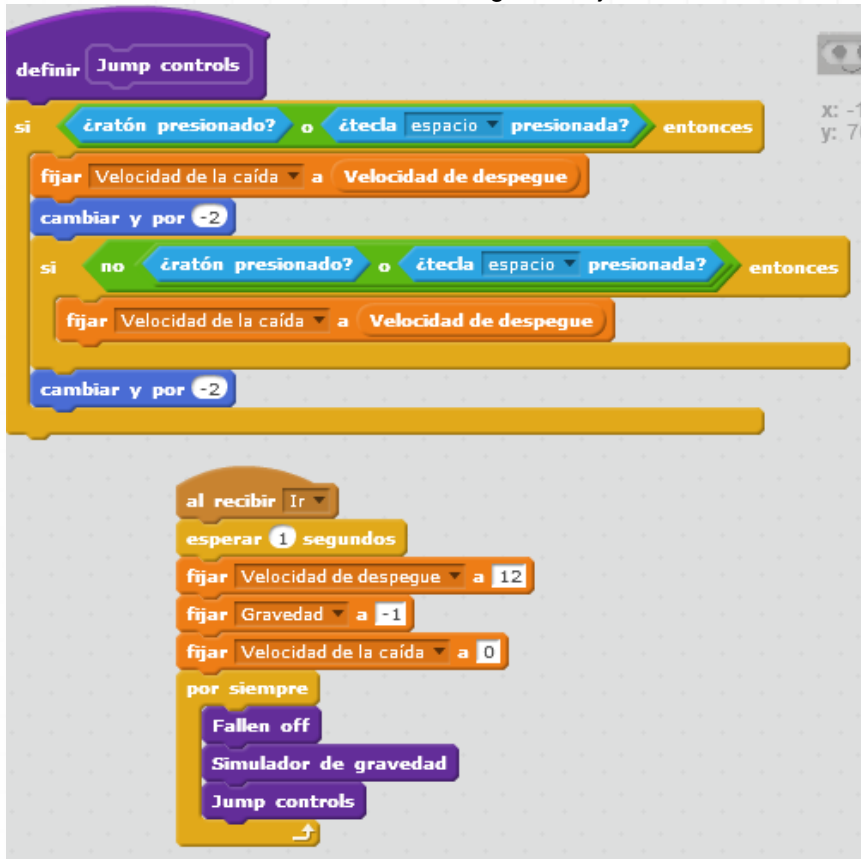 definir Jump controls
si ¿ratón presionado? o ¿tecla espacio presionada? entonces
fijar Velocidad de la caída a Velocidad de despegue
cambiar y por -2
si no ¿ratón presionado? o ¿tecla espacio presionada? entonces
fijar Velocidad de la caída a Velocidad de despegue
cambiar y por -2
x: -1
y: 70
al recibir Ir
esperar 1 segundos
fijar Velocidad de despegue a 12
fijar Gravedad a -1
fijar Velocidad de la caída a 0
por siempre
Fallen off
Simulador de gravedad
Jump controls